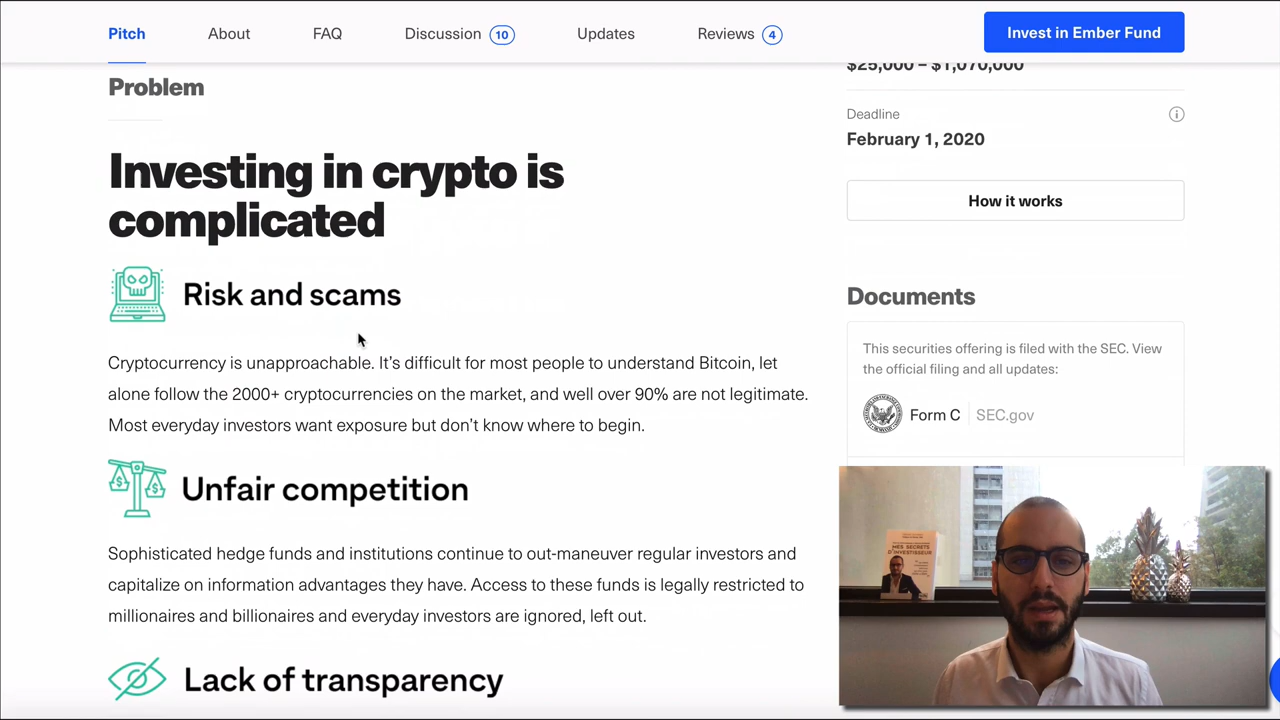 Pitch
About
FAQ
Discussion 10
Updates
Reviews 4
Invest in Ember Fund
Problem
Investing in crypto is
complicated
Risk and scams
Cryptocurrency is unapproachable. It's difficult for most people to understand Bitcoin, let
alone follow the 2000+ cryptocurrencies on the market, and well over 90% are not legitimate.
Most everyday investors want exposure but don't know where to begin.
Unfair competition
Sophisticated hedge funds and institutions continue to out-maneuver regular investors and
capitalize on information advantages they have. Access to these funds is legally restricted to
millionaires and billionaires and everyday investors are ignored, left out.
Lack of transparency
$25,000 – $1,070,000
Deadline
February 1, 2020
How it works
Documents
This securities offering is filed with the SEC. View
the official filing and all updates:
Form C SEC.gov
MES SECRETS
D'INVESTISSEUR